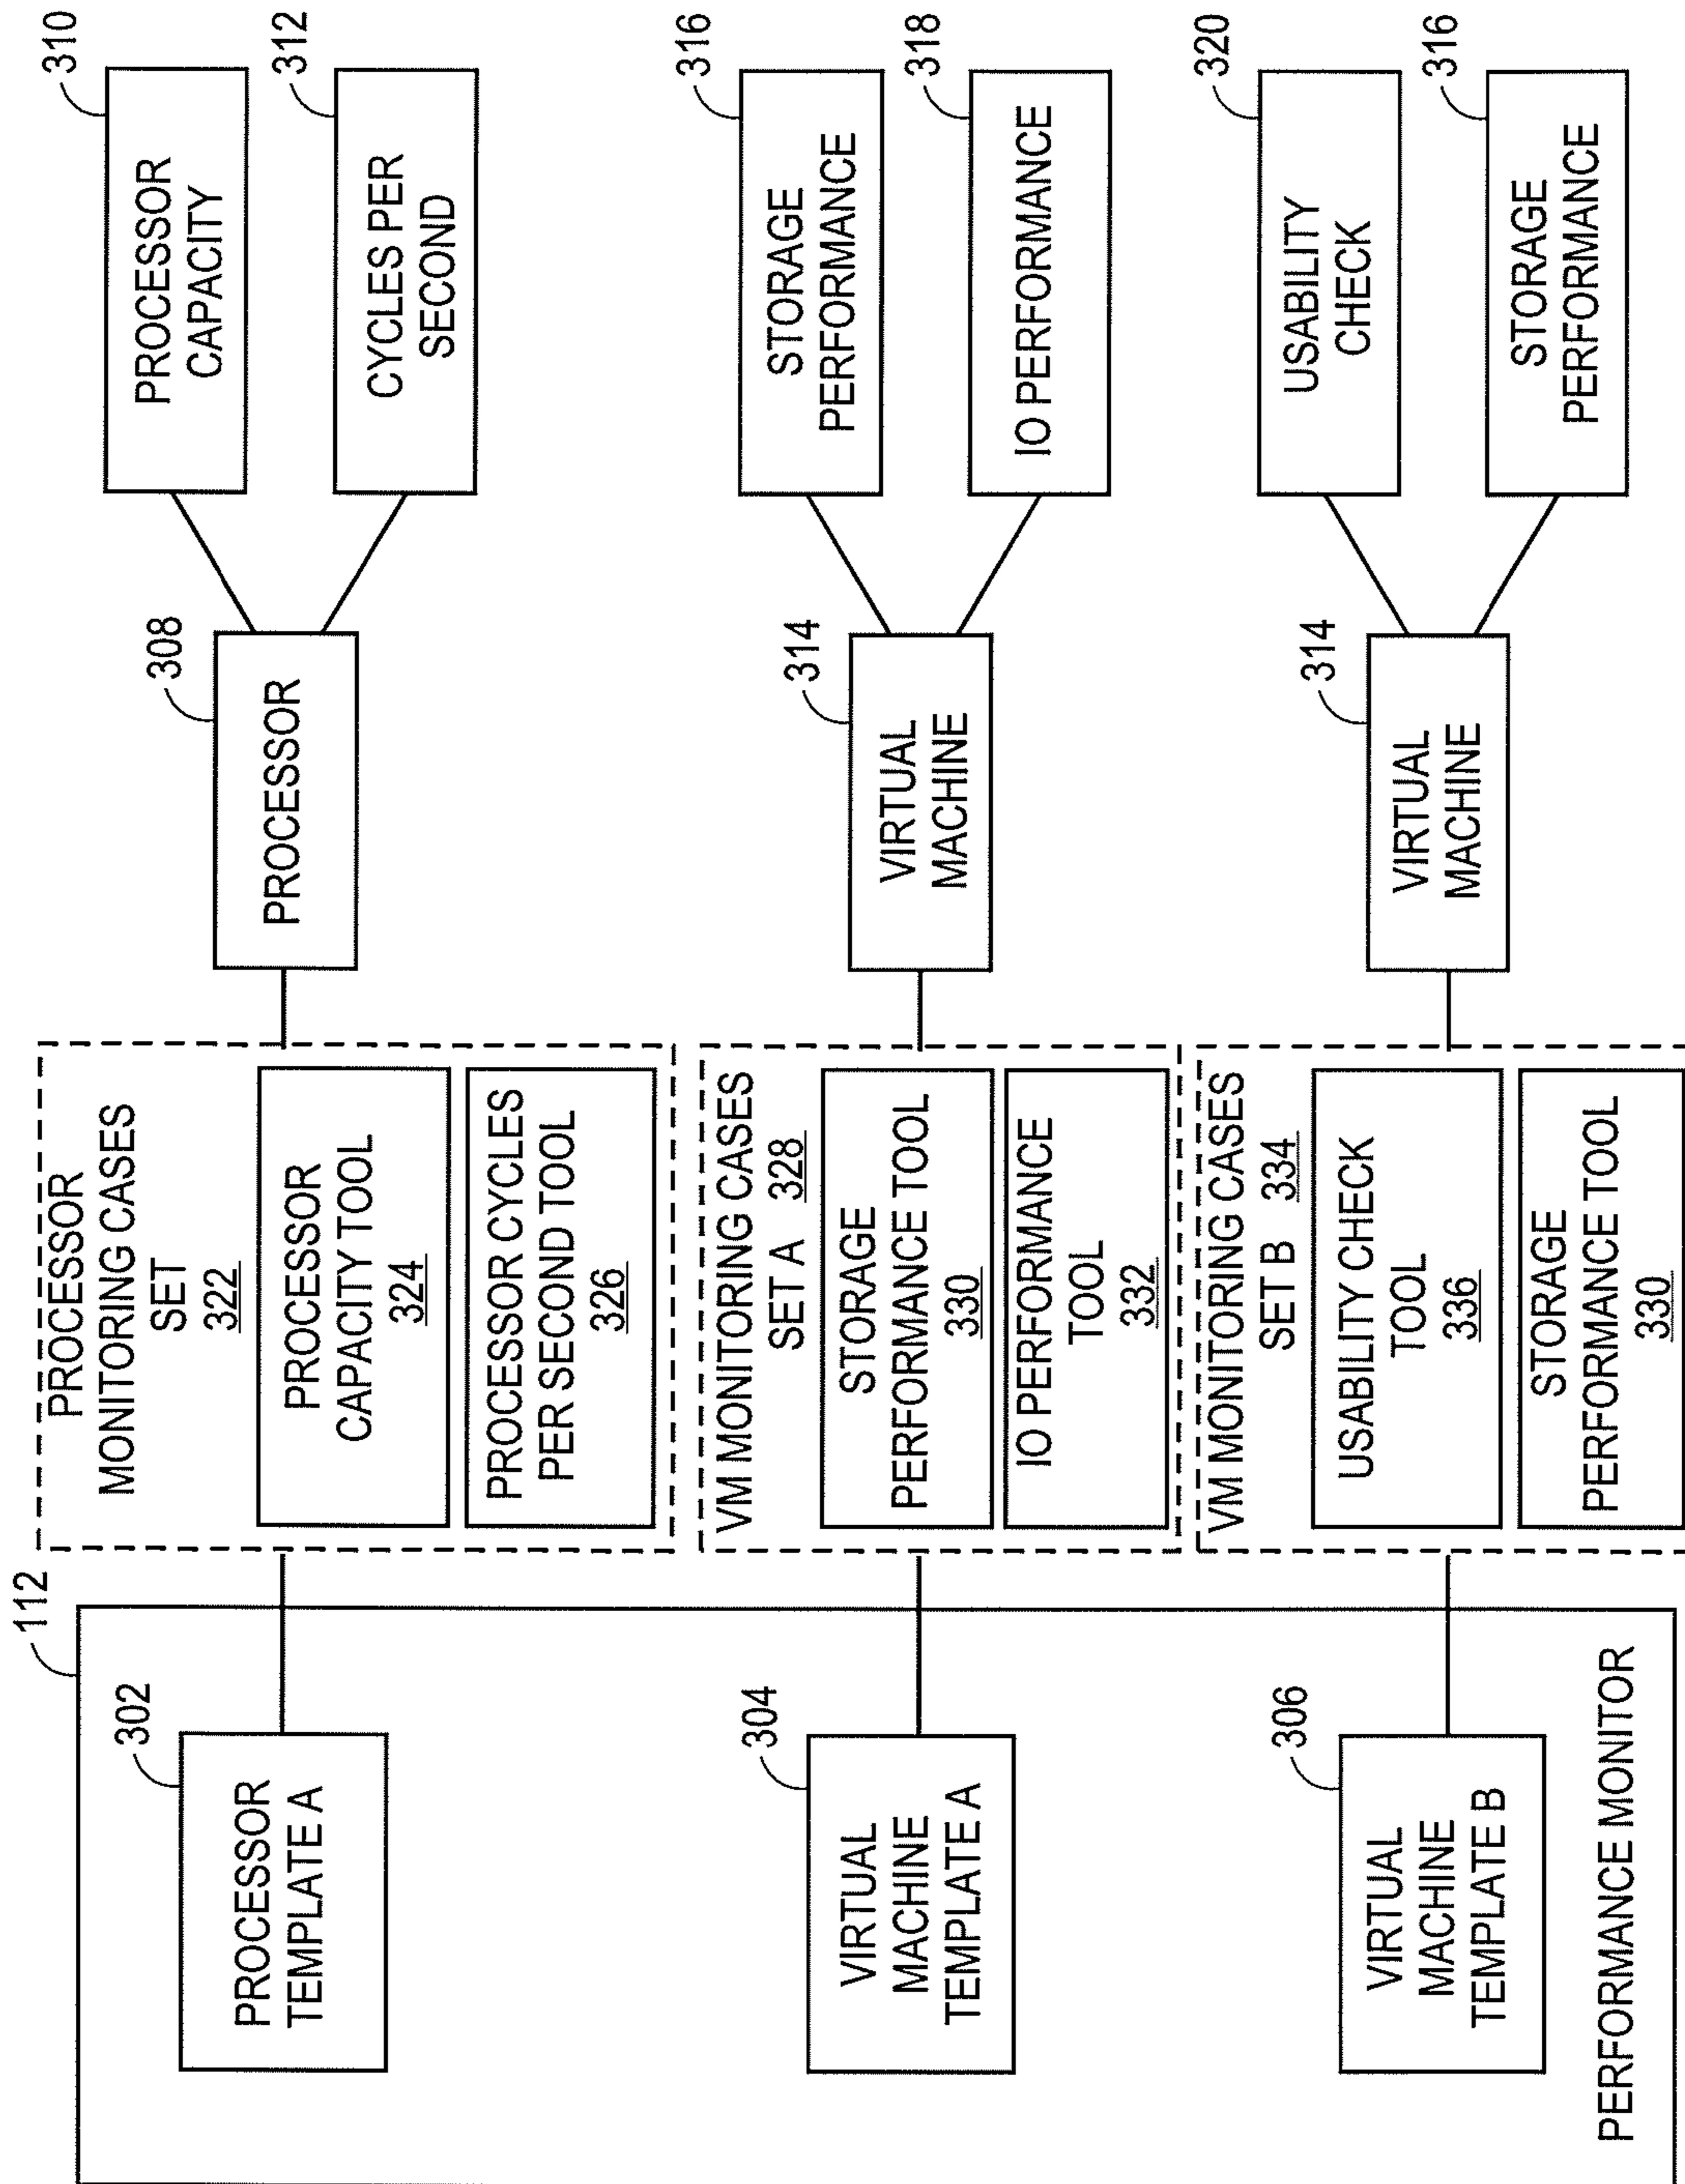 112
302
PROCESSOR
TEMPLATE A
304
VIRTUAL
MACHINE
TEMPLATE A
306
VIRTUAL
MACHINE
TEMPLATE B
PERFORMANCE MONITOR
PROCESSOR
MONITORING CASES
SET
322
PROCESSOR
CAPACITY TOOL
324
PROCESSOR CYCLES
PER SECOND TOOL
326
VM MONITORING CASES
SET A 328
STORAGE
PERFORMANCE TOOL
330
IO PERFORMANCE
TOOL
332
VM MONITORING CASES
SET B 334
USABILITY CHECK
TOOL
336
STORAGE
PERFORMANCE TOOL
330
308
PROCESSOR
314
VIRTUAL
MACHINE
314
VIRTUAL
MACHINE
310
PROCESSOR
CAPACITY
312
CYCLES PER
SECOND
316
STORAGE
PERFORMANCE
318
IO PERFORMANCE
320
USABILITY
CHECK
316
STORAGE
PERFORMANCE